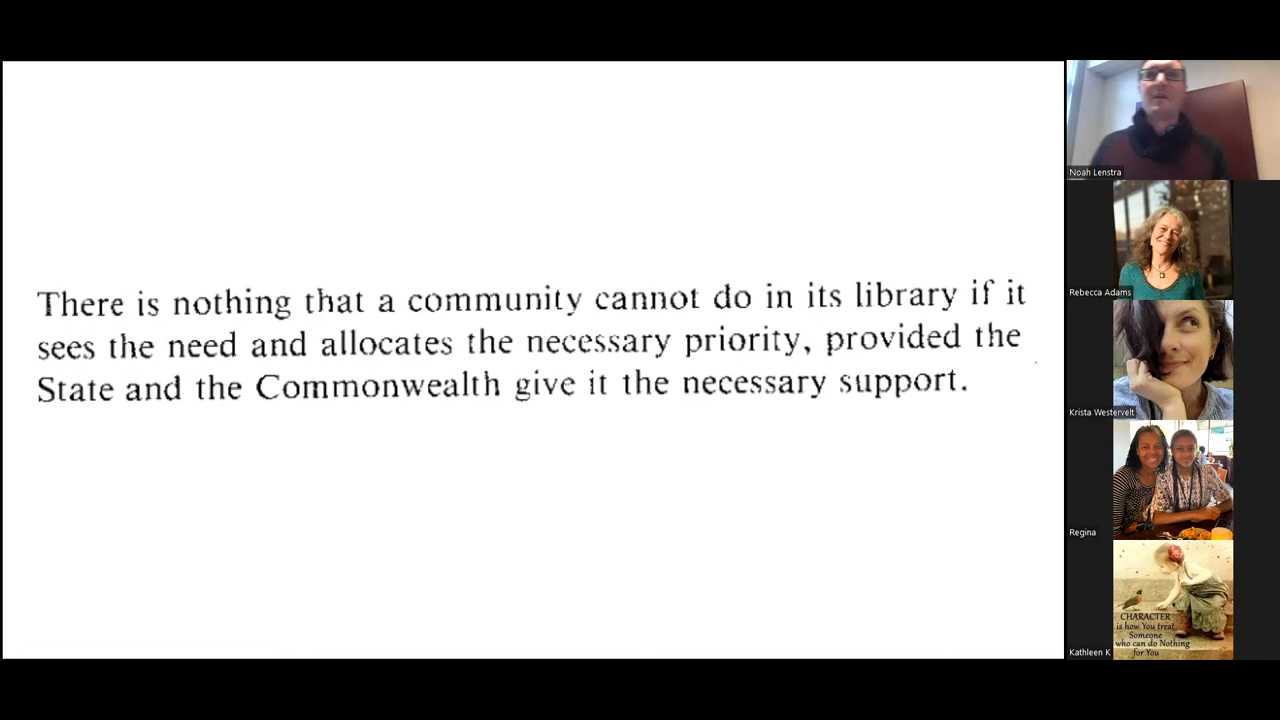 There is nothing that a community cannot do in its library if it
sees the need and allocates the necessary priority, provided the
State and the Commonwealth give it the necessary support.
Noah Lenstra
Rebecca Adams
Krista Westervelt
Regina
CHARACTER
is how You treat
Someone
who can do Nothing
for You
Kathleen K